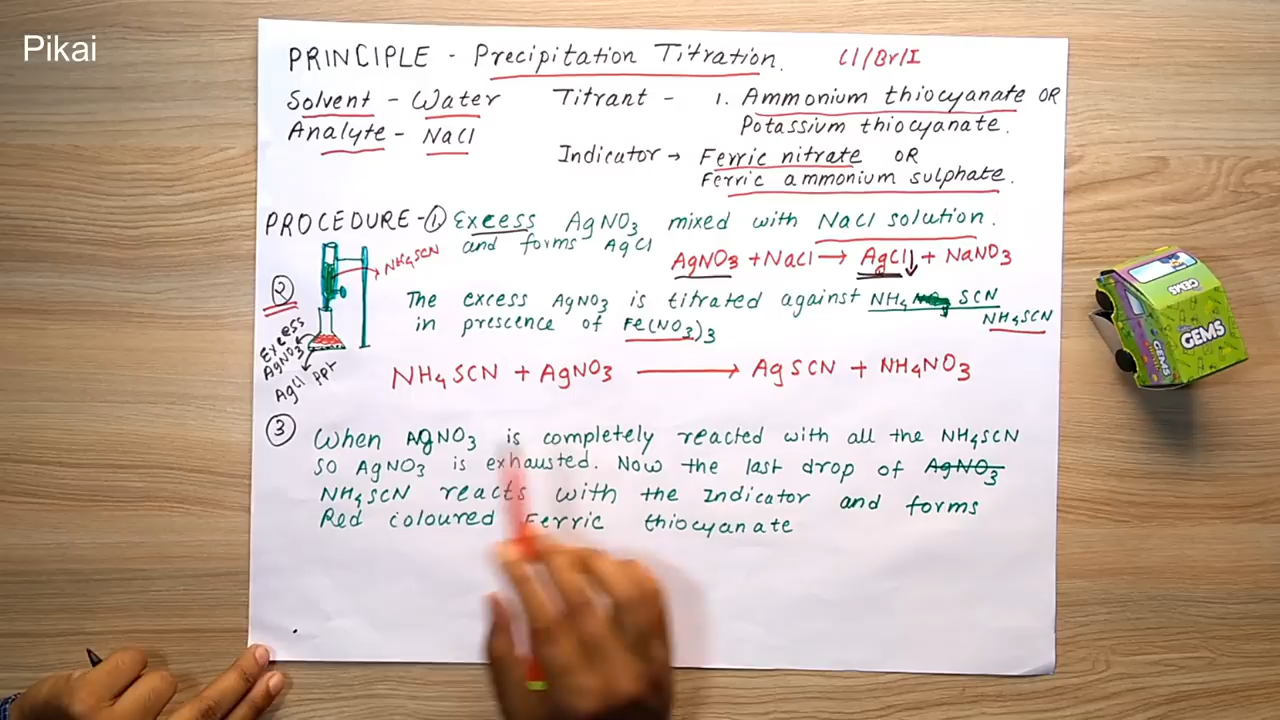 Pikai
PRINCIPLE - Precipitation Titration. Cl/Br/I
Solvent - Water Titrant - 1. Ammonium thiocyanate OR
Analyte - NaCl Potassium thiocyanate.
Indicator → Ferric nitrate OR
Ferric ammonium sulphate.
PROCEDURE - ① Excess AgNO3 mixed with NaCl solution.
and forms AgCl
AgNO3 + NaCl → AgCl↓ + NaNO3
NH4SCN
②
The excess AgNO3 is titrated against NH4 SCN
NH4SCN
in prescence of Fe(NO3)3
Excess
AgNO3
AgCl ppt
NH4SCN + AgNO3 → AgSCN + NH4NO3
③
When AgNO3 is completely reacted with all the NH4SCN
so AgNO3 is exhausted. Now the last drop of AgNO3
NH4SCN reacts with the Indicator and forms
Red coloured Ferric thiocyanate
GEMS
GEMS
GEMS